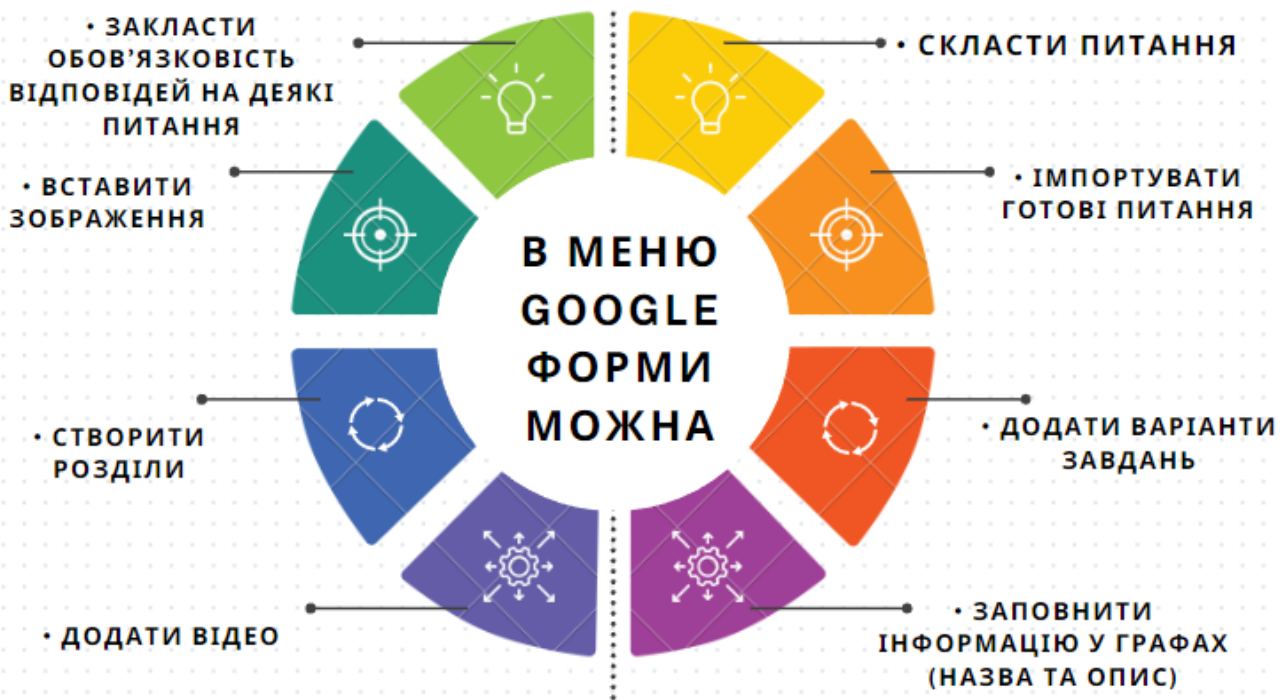 • ЗАКЛАСТИ
ОБОВ'ЯЗКОВІСТЬ
ВІДПОВІДЕЙ НА ДЕЯКІ
ПИТАННЯ
• ВСТАВИТИ
ЗОБРАЖЕННЯ
• СТВОРИТИ
РОЗДІЛИ
• ДОДАТИ ВІДЕО
В МЕНЮ
GOOGLE
ФОРМИ
МОЖНА
• СКЛАСТИ ПИТАННЯ
• ІМПОРТУВАТИ
ГОТОВІ ПИТАННЯ
• ДОДАТИ ВАРІАНТИ
ЗАВДАНЬ
• ЗАПОВНИТИ
ІНФОРМАЦІЮ У ГРАФАХ
(НАЗВА ТА ОПИС)